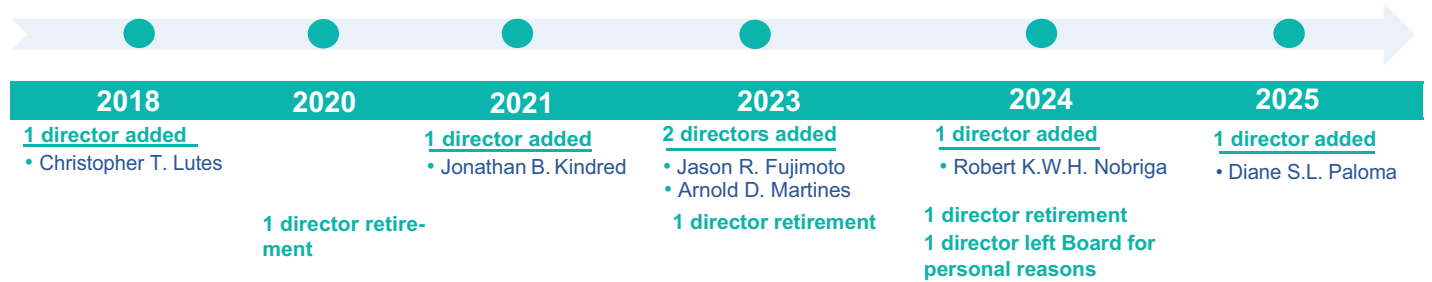 2018
1 director added
• Christopher T. Lutes
2020
1 director retire-
ment
2021
1 director added
• Jonathan B. Kindred
2023
2 directors added
• Jason R. Fujimoto
• Arnold D. Martines
1 director retirement
2024
1 director added
• Robert K.W.H. Nobriga
1 director retirement
1 director left Board for
personal reasons
2025
1 director added
• Diane S.L. Paloma